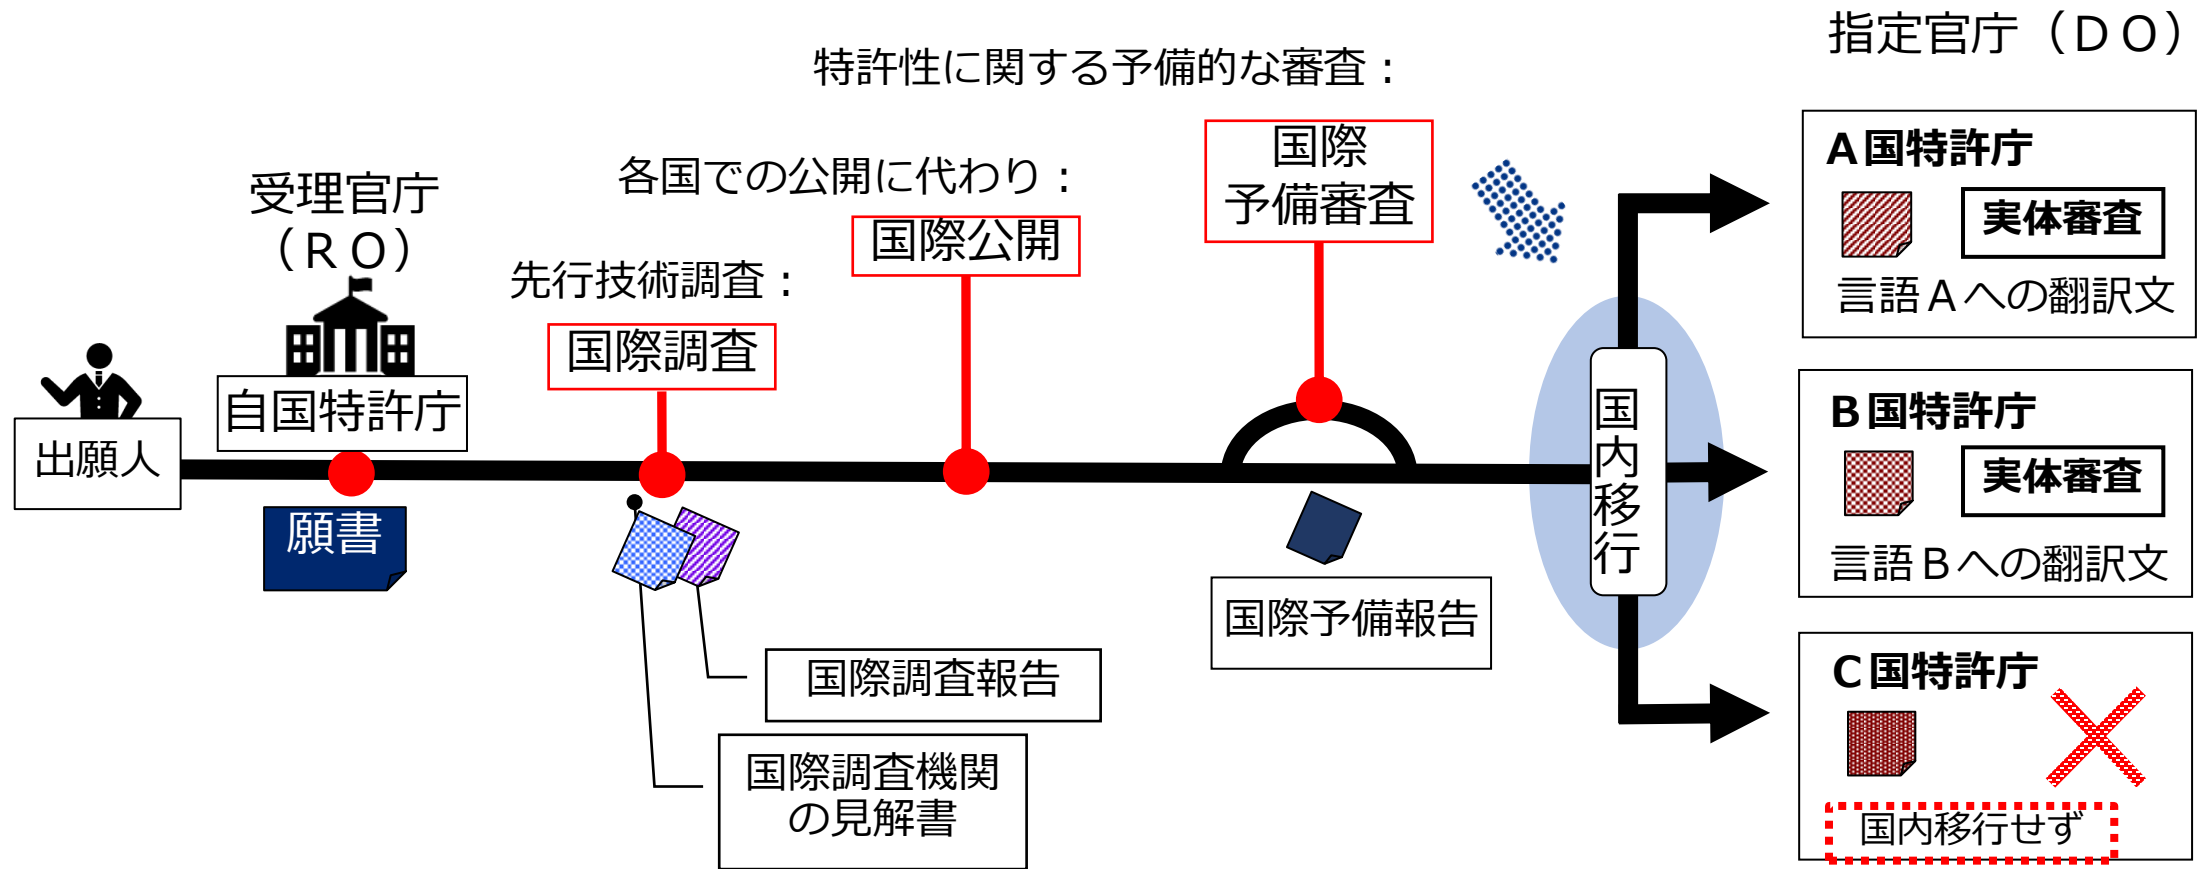 指定官庁（ＤＯ）
特許性に関する予備的な審査：
国際
予備審査
各国での公開に代わり：
国際公開
先行技術調査：
国際調査
受理官庁
（ＲＯ）
自国特許庁
出願人
願書
国際調査報告
国際調査機関
の見解書
国際予備報告
国内移行
Ａ国特許庁
実体審査
言語Ａへの翻訳文
Ｂ国特許庁
実体審査
言語Ｂへの翻訳文
Ｃ国特許庁
国内移行せず